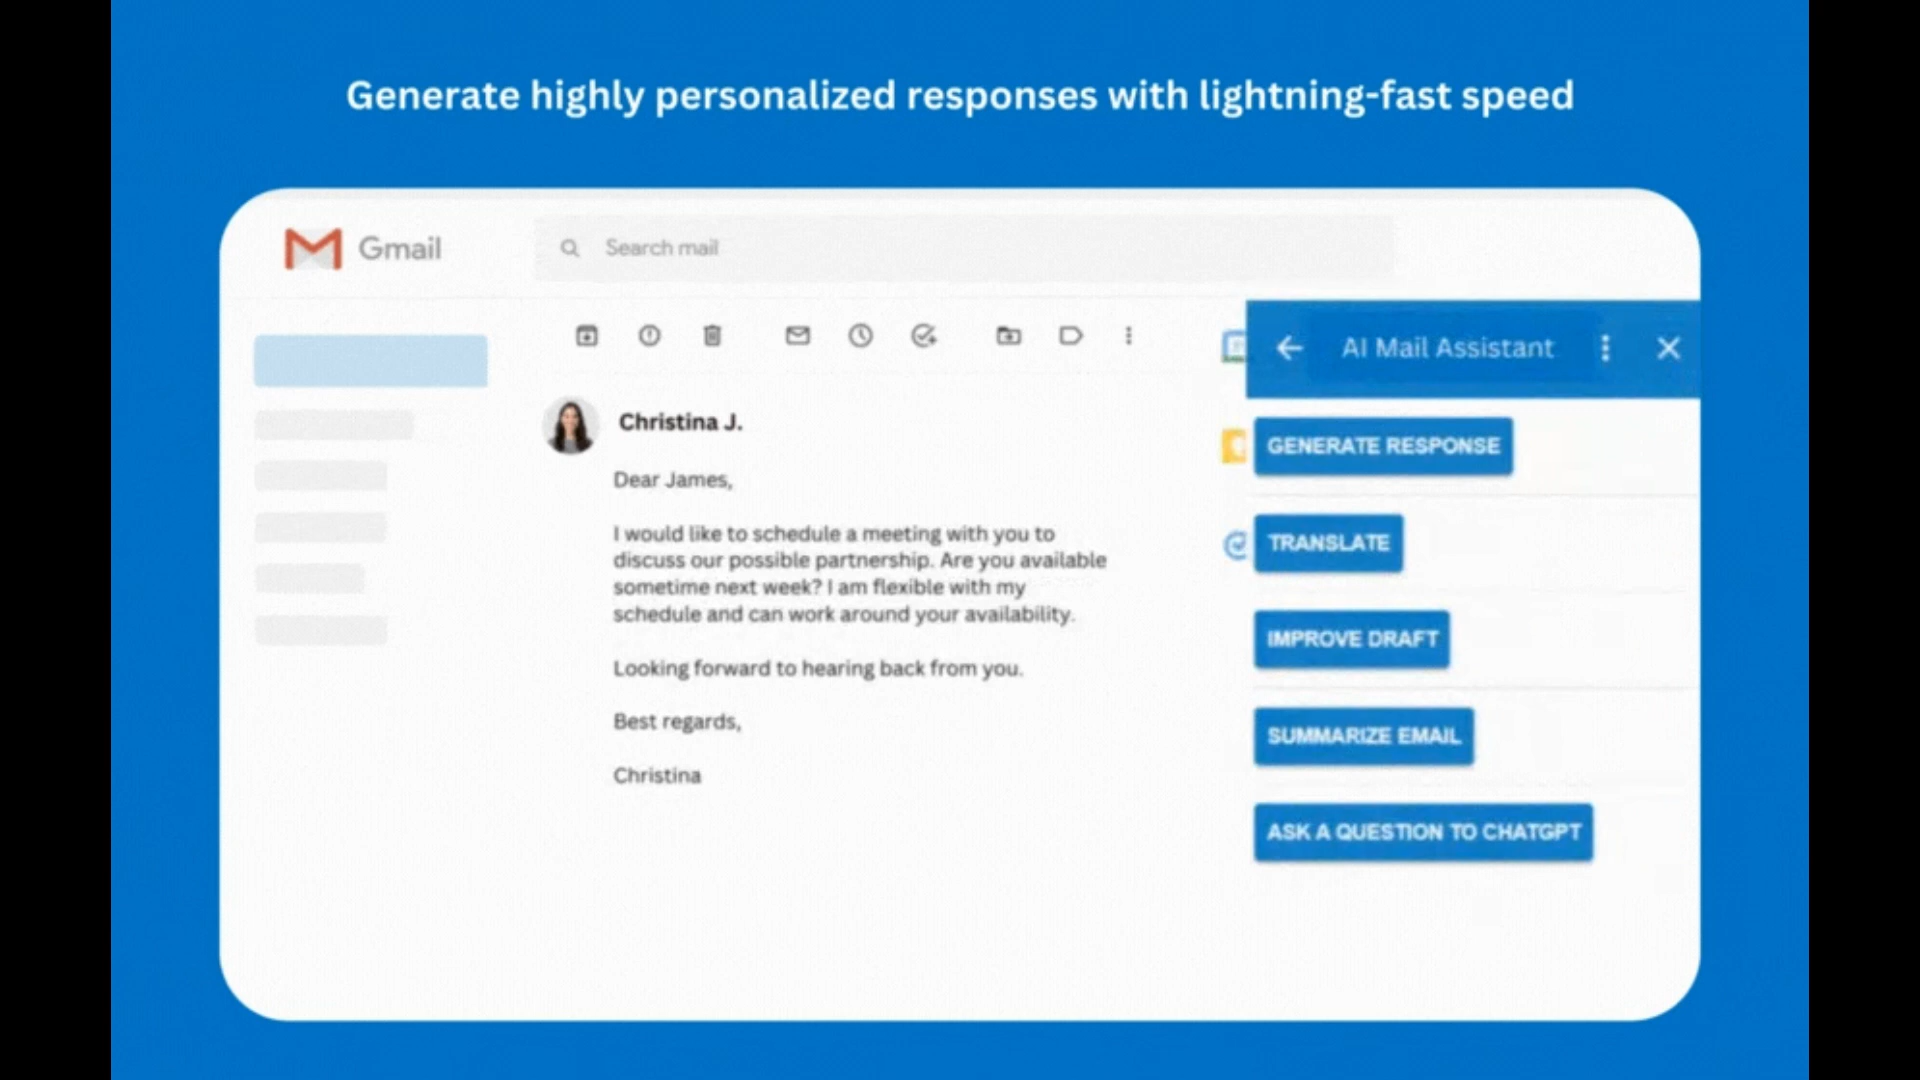 Generate highly personalized responses with lightning-fast speed
Gmail
Search mail
AI Mail Assistant
Christina J.
Dear James,
I would like to schedule a meeting with you to
discuss our possible partnership. Are you available
sometime next week? I am flexible with my
schedule and can work around your availability.
Looking forward to hearing back from you.
Best regards,
Christina
GENERATE RESPONSE
TRANSLATE
IMPROVE DRAFT
SUMMARIZE EMAIL
ASK A QUESTION TO CHATGPT